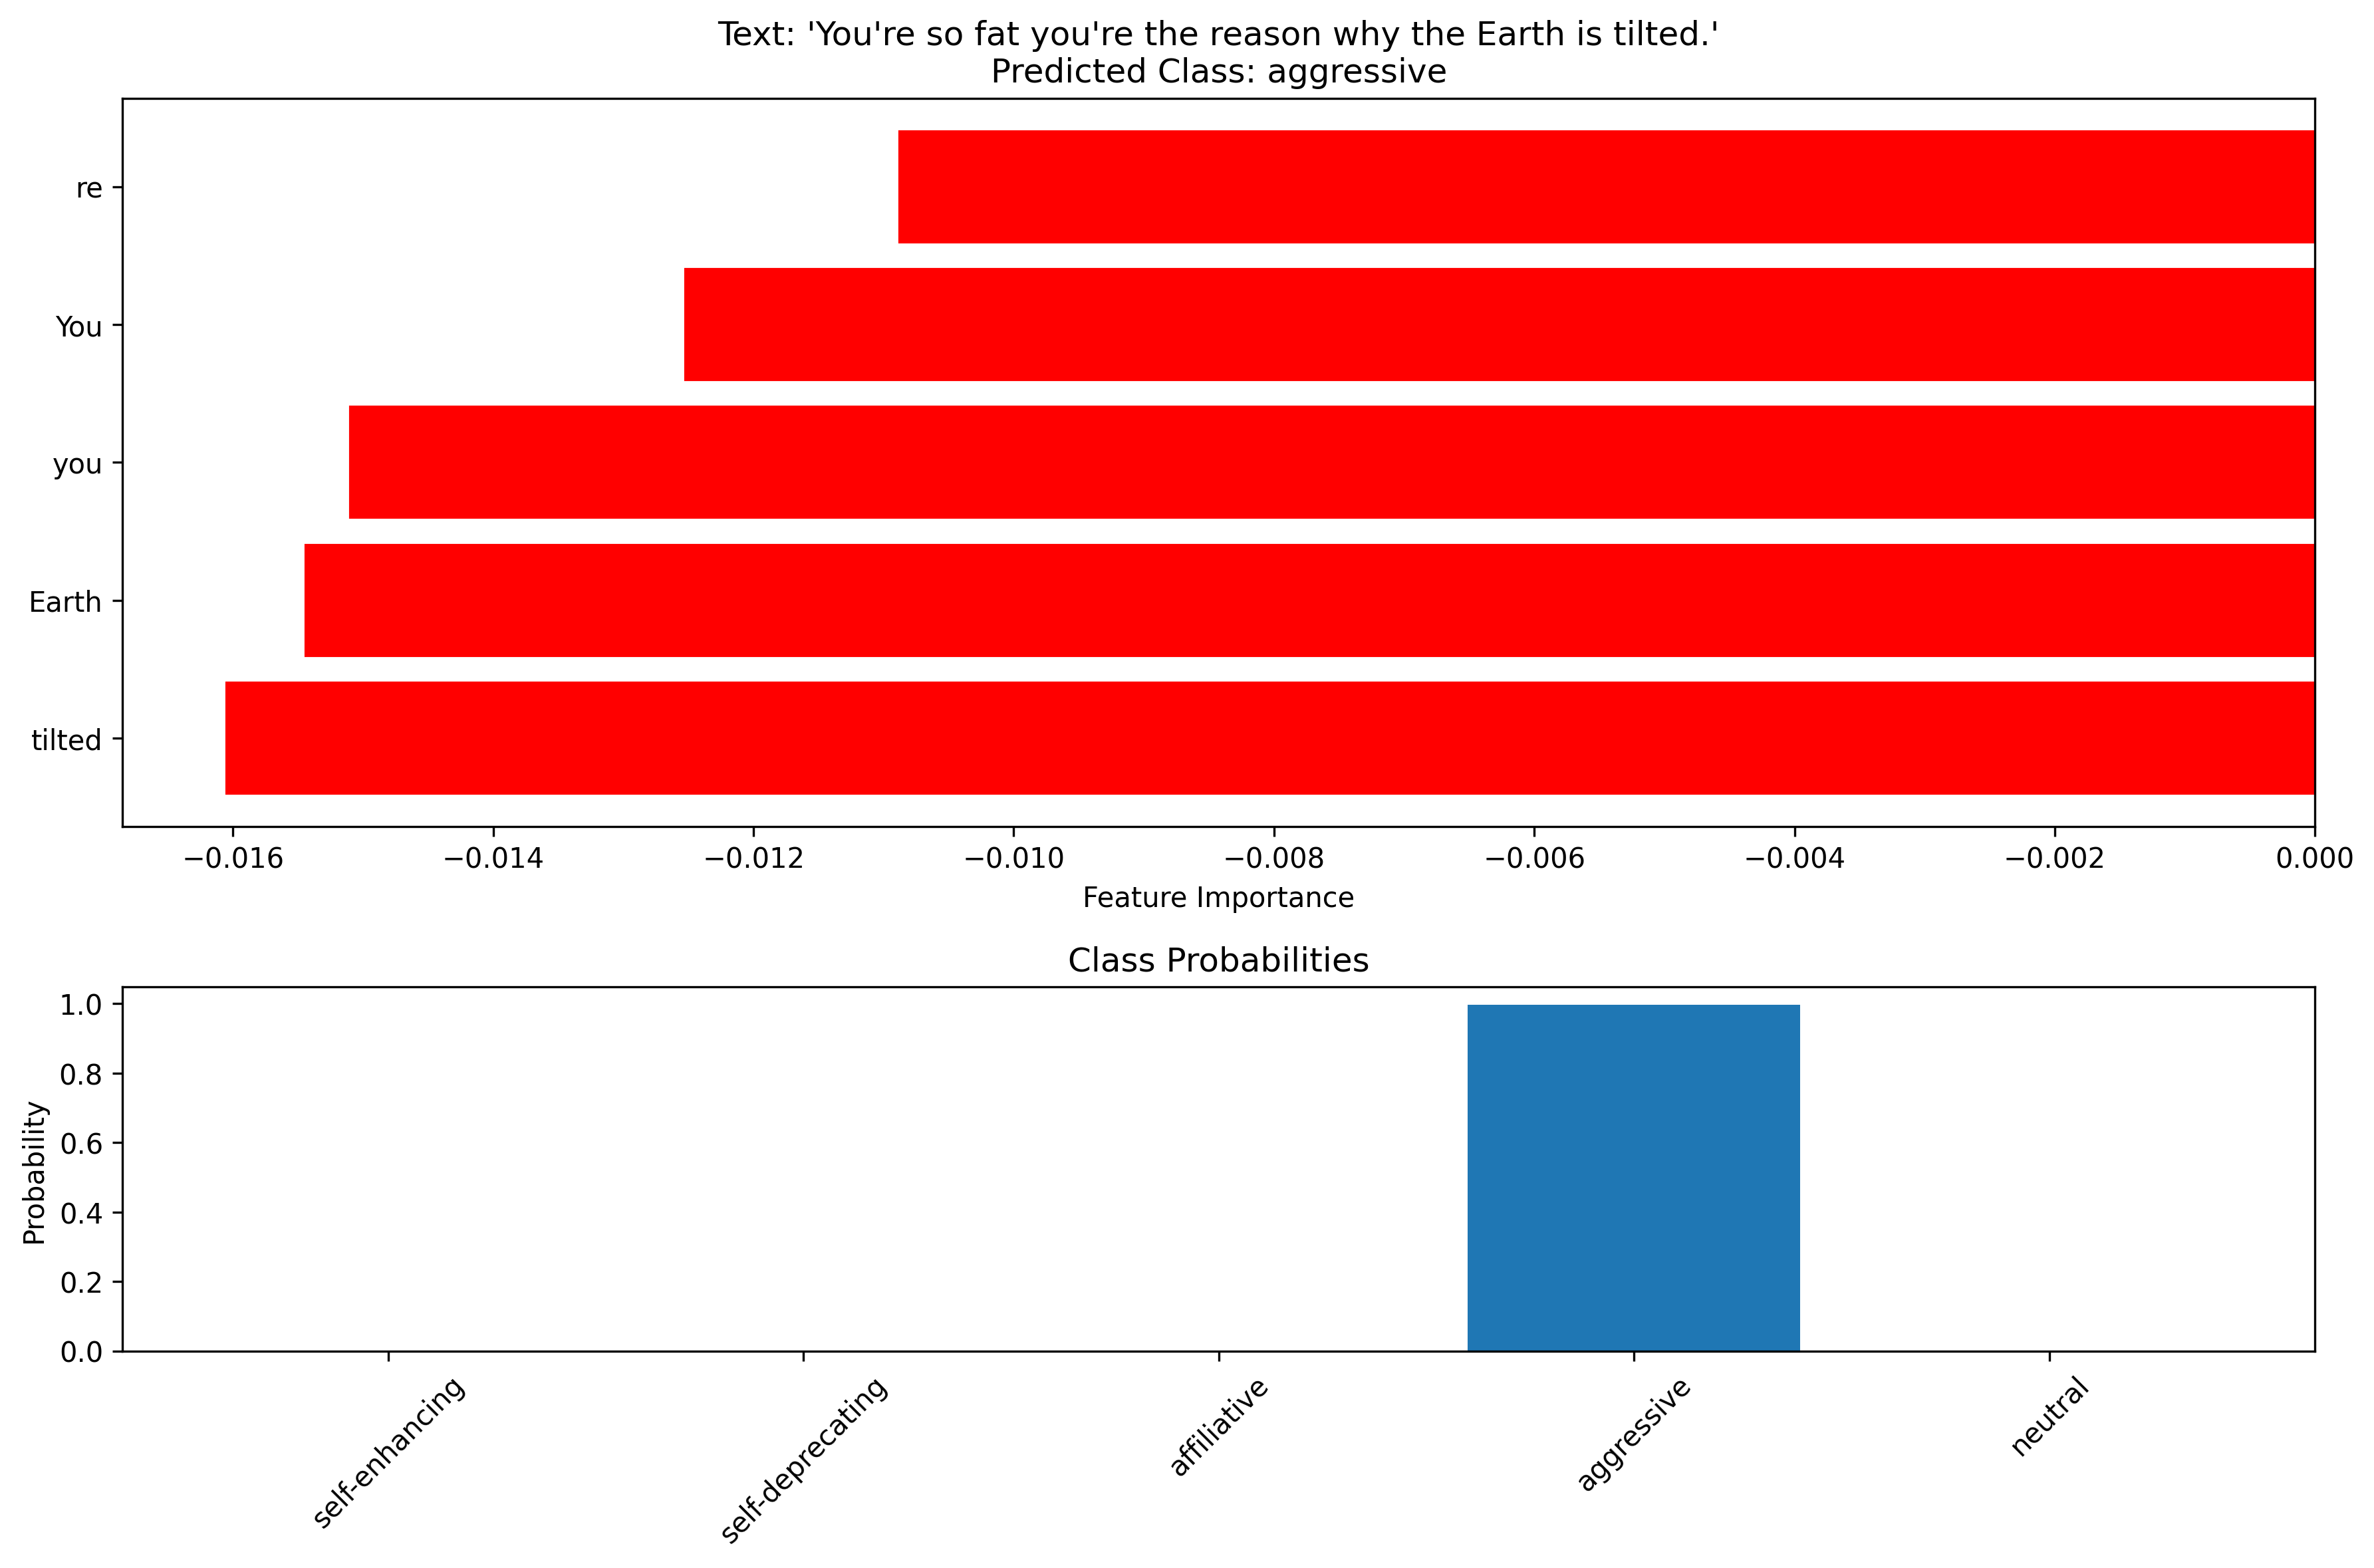 Text: 'You're so fat you're the reason why the Earth is tilted.'
Predicted Class: aggressive
re
You
you
Earth
tilted
−0.016 −0.014 −0.012 −0.010 −0.008 −0.006 −0.004 −0.002 0.000
Feature Importance
Class Probabilities
Probability
1.0
0.8
0.6
0.4
0.2
0.0
self-enhancing self-deprecating affiliative aggressive neutral